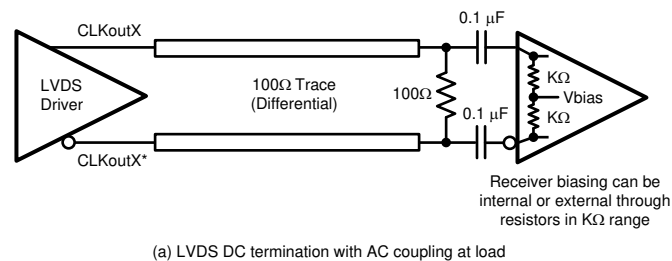 0.1 μF
CLKoutX
LVDS
Driver
100Ω Trace
(Differential)
100Ω
KΩ
Vbias
KΩ
0.1 μF
CLKoutX*
Receiver biasing can be
internal or external through
resistors in KΩ range
(a) LVDS DC termination with AC coupling at load